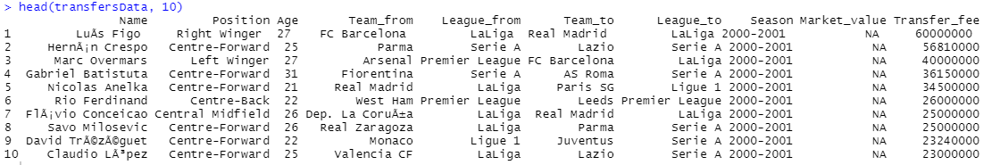 > head(transfersData, 10)
Name Position Age Team_from League_from Team_to League_to Season Market_value Transfer_fee
1 LuÃs Figo Right Winger 27 FC Barcelona LaLiga Real Madrid LaLiga 2000-2001 NA 60000000
2 HernÃ¡n Crespo Centre-Forward 25 Parma Serie A Lazio Serie A 2000-2001 NA 56810000
3 Marc Overmars Left Winger 27 Arsenal Premier League FC Barcelona LaLiga 2000-2001 NA 40000000
4 Gabriel Batistuta Centre-Forward 31 Fiorentina Serie A AS Roma Serie A 2000-2001 NA 36150000
5 Nicolas Anelka Centre-Forward 21 Real Madrid LaLiga Paris SG Ligue 1 2000-2001 NA 34500000
6 Rio Ferdinand Centre-Back 22 West Ham Premier League Leeds Premier League 2000-2001 NA 26000000
7 FlÃ¡vio Conceicao Central Midfield 26 Dep. La CoruÃ±a LaLiga Real Madrid LaLiga 2000-2001 NA 25000000
8 Savo Milosevic Centre-Forward 26 Real Zaragoza LaLiga Parma Serie A 2000-2001 NA 25000000
9 David TrÃ©zÃ©guet Centre-Forward 22 Monaco Ligue 1 Juventus Serie A 2000-2001 NA 23240000
10 Claudio LÃ³pez Centre-Forward 25 Valencia CF LaLiga Lazio Serie A 2000-2001 NA 23000000